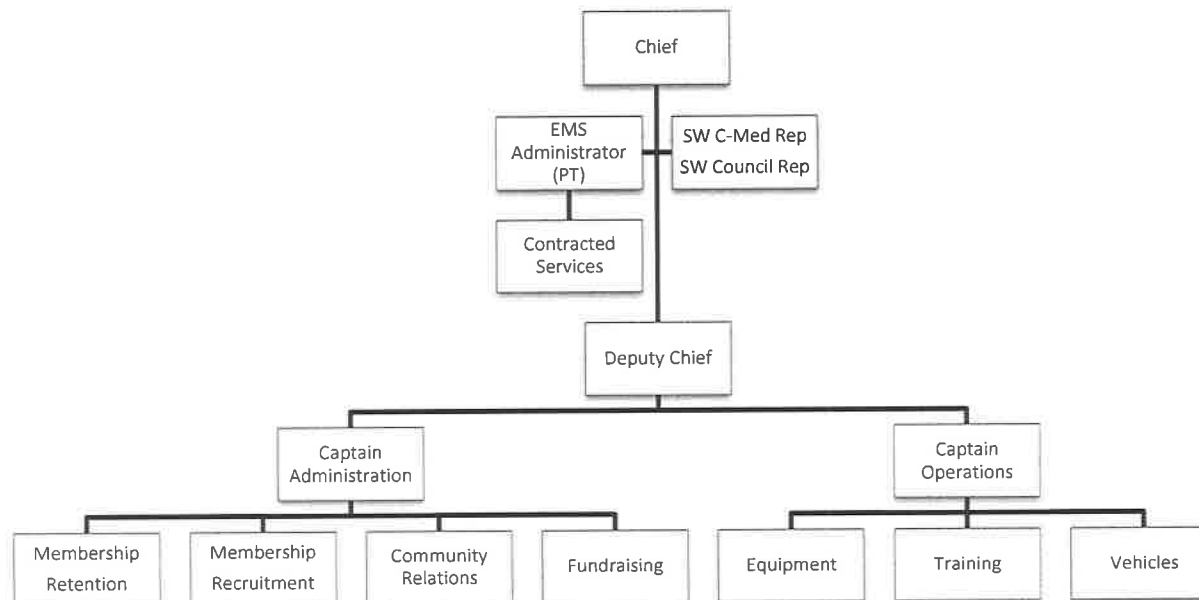 Chief
EMS
Administrator
(PT)
SW C-Med Rep
SW Council Rep
Contracted
Services
Deputy Chief
Captain
Administration
Captain
Operations
Membership
Retention
Membership
Recruitment
Community
Relations
Fundraising
Equipment
Training
Vehicles